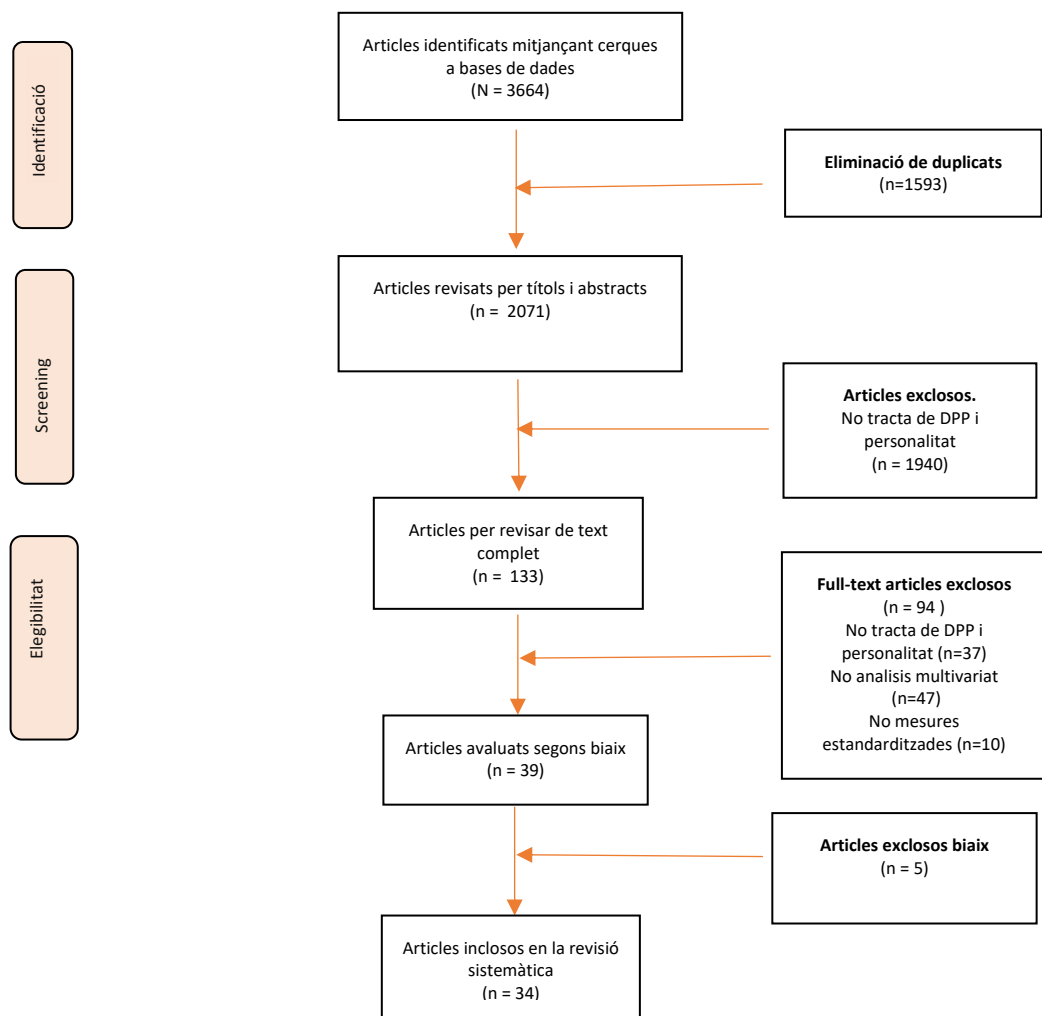 Identificació
Articles identificats mitjançant cerques
a bases de dades
(N = 3664)
Eliminació de duplicats
(n=1593)
Screening
Articles revisats per títols i abstracts
(n = 2071)
Articles exclosos.
No tracta de DPP i
personalitat
(n = 1940)
Elegibilitat
Articles per revisar de text
complet
(n = 133)
Full-text articles exclosos
(n = 94 )
No tracta de DPP i
personalitat (n=37)
No analisis multivariat
(n=47)
No mesures
estandarditzades (n=10)
Articles avaluats segons biaix
(n = 39)
Articles exclosos biaix
(n = 5)
Articles inclosos en la revisió
sistemàtica
(n = 34)